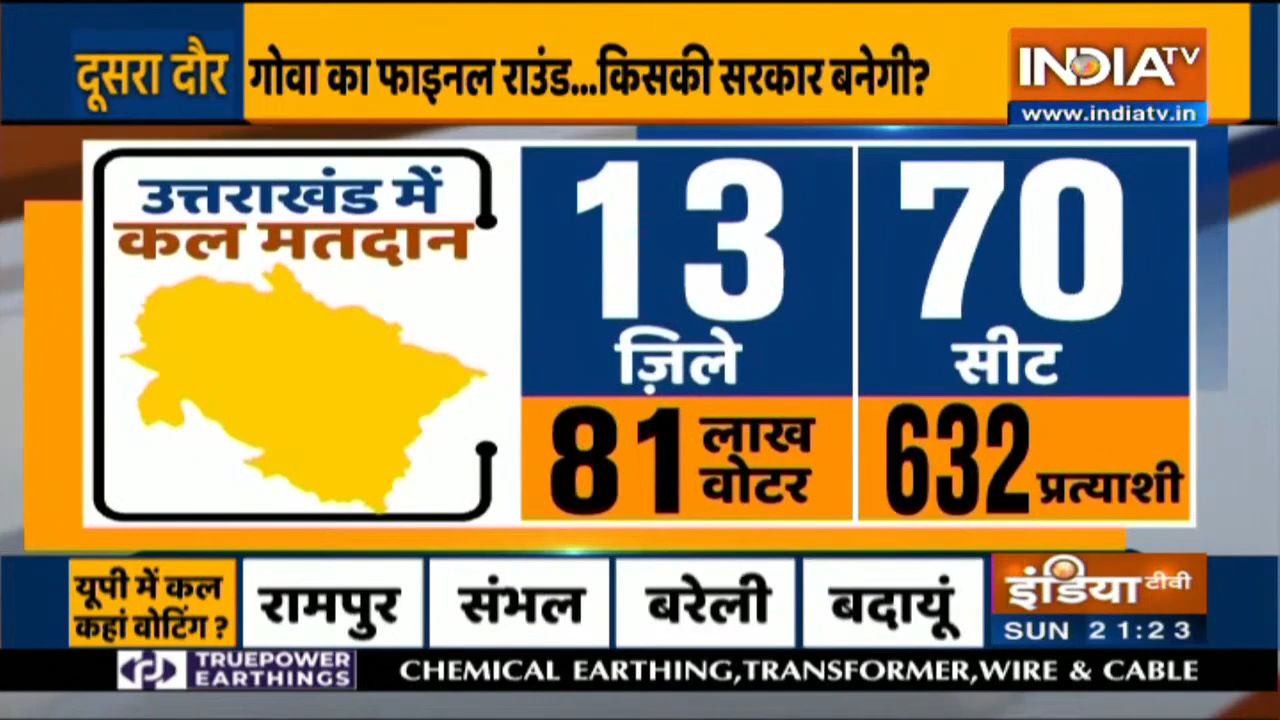 दूसरा दौर
गोवा का फाइनल राउंड...किसकी सरकार बनेगी?
INDIA TV
www.indiatv.in
उत्तराखंड में
कल मतदान
13
ज़िले
81 लाख
वोटर
70
सीट
632 प्रत्याशी
यूपी में कल
कहां वोटिंग ?
रामपुर
संभल
बरेली
बदायूं
इंडिया टीवी
SUN 21:23
TRUEPOWER
EARTHINGS
CHEMICAL EARTHING,TRANSFORMER,WIRE & CABLE